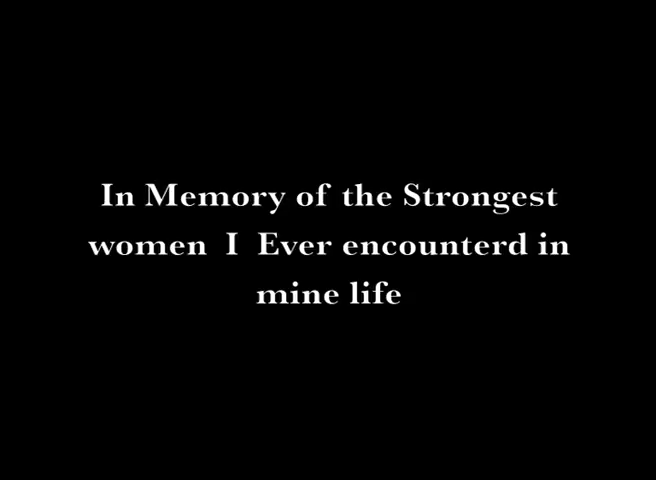 In Memory of the Strongest
women I Ever encounterd in
mine life